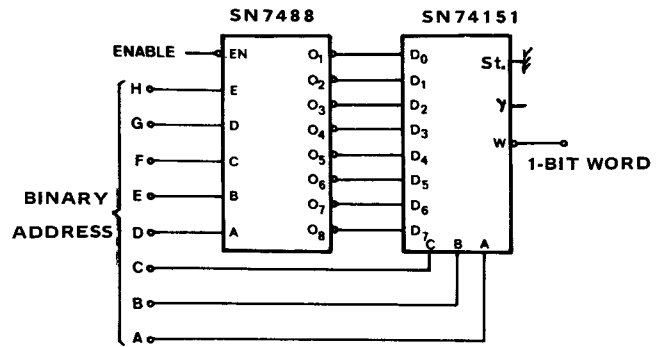 SN7488 SN74151
ENABLE EN O1 D0
St.
H E O2 D1
G D O3 D2 y
F C O4 D3 W
O5 D4 1-BIT WORD
E B O6 D5
BINARY
O7 D6
ADDRESS D A O8 D7
C C B A
B
A